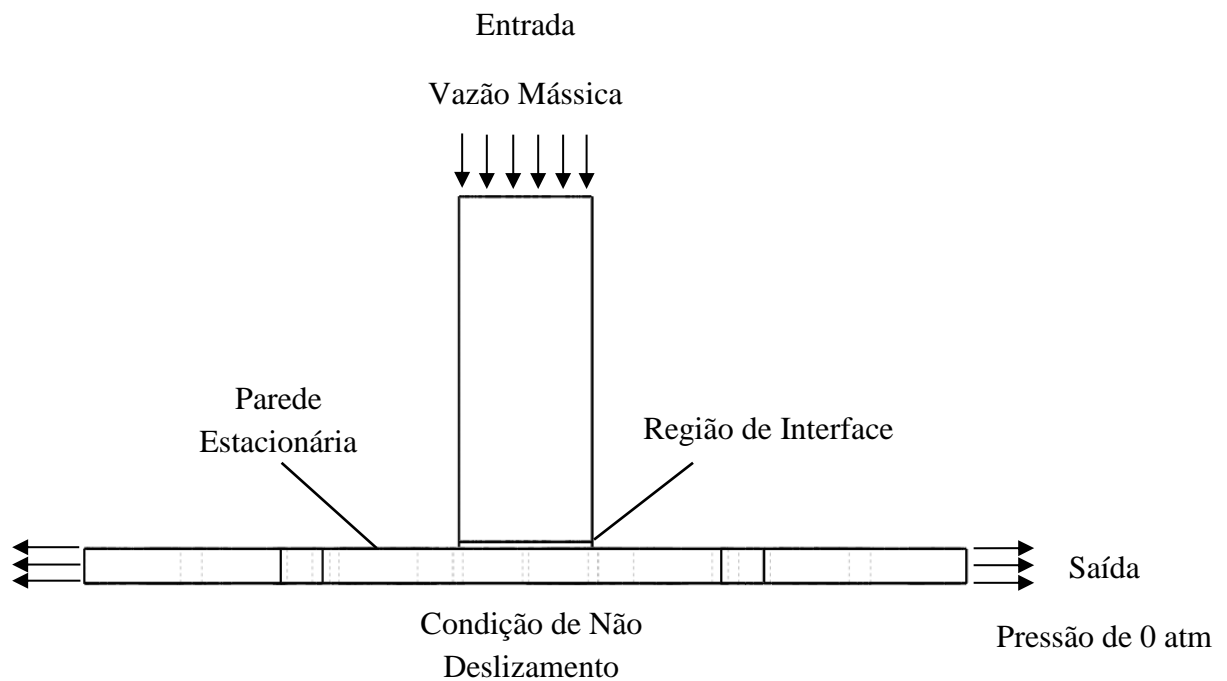 Entrada
Vazão Mássica
Parede
Estacionária
Região de Interface
Saída
Condição de Não
Deslizamento
Pressão de 0 atm